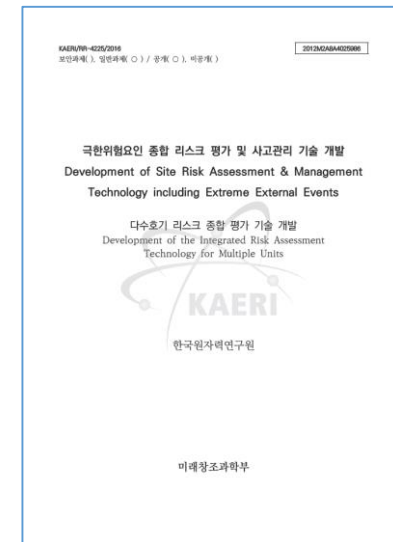 KAERI/RR-4225/2016
2012M2A8A4025986
보안과제( ), 일반과제( ○ ) / 공개( ○ ), 비공개( )
극한위험요인 종합 리스크 평가 및 사고관리 기술 개발
Development of Site Risk Assessment & Management
Technology including Extreme External Events
다수호기 리스크 종합 평가 기술 개발
Development of the Integrated Risk Assessment
Technology for Multiple Units
KAERI
한국원자력연구원
미래창조과학부